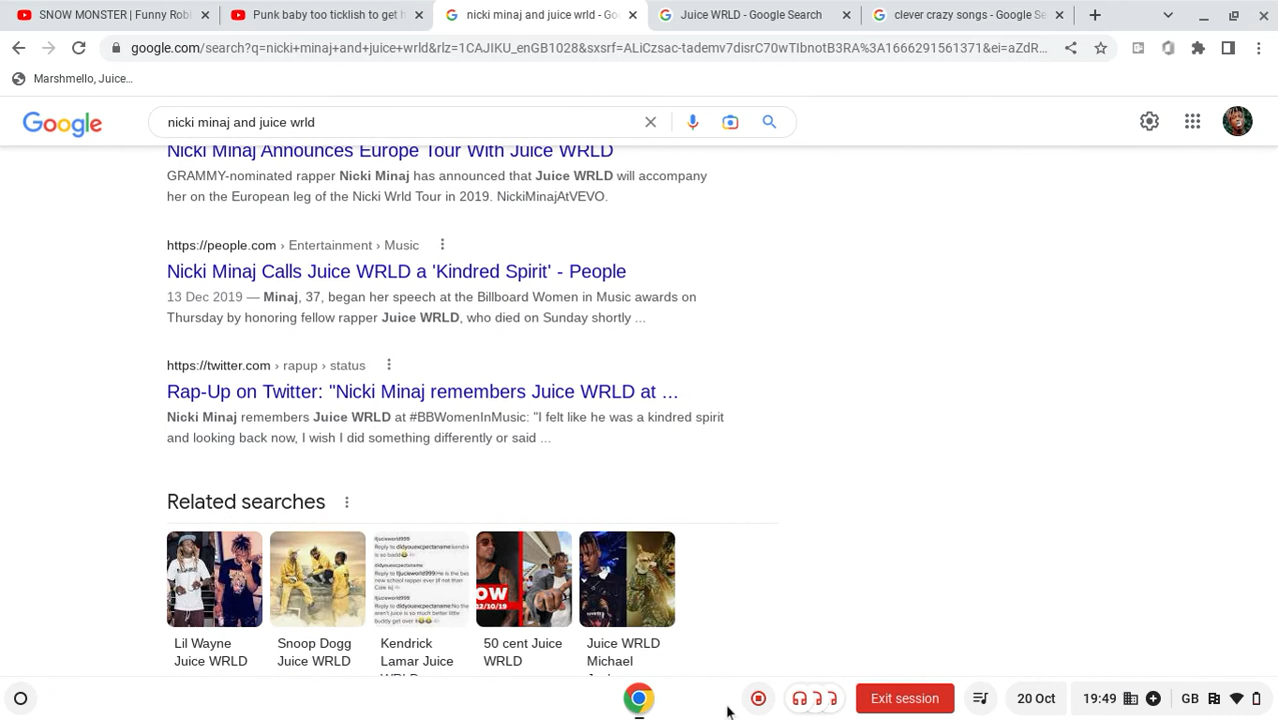 SNOW MONSTER | Funny Robl
Punk baby too ticklish to get h
nicki minaj and juice wrld - Goo
Juice WRLD - Google Search
clever crazy songs - Google Se
google.com/search?q=nicki+minaj+and+juice+wrld&rlz=1CAJIKU_enGB1028&sxsrf=ALiCzsac-tademv7disrC70wTIbnotB3RA%3A1666291561371&ei=aZdR...
Marshmello, Juice...
Google
nicki minaj and juice wrld
Nicki Minaj Announces Europe Tour With Juice WRLD
GRAMMY-nominated rapper Nicki Minaj has announced that Juice WRLD will accompany
her on the European leg of the Nicki Wrld Tour in 2019. NickiMinajAtVEVO.
https://people.com › Entertainment › Music
Nicki Minaj Calls Juice WRLD a 'Kindred Spirit' - People
13 Dec 2019 — Minaj, 37, began her speech at the Billboard Women in Music awards on
Thursday by honoring fellow rapper Juice WRLD, who died on Sunday shortly ...
https://twitter.com › rapup › status
Rap-Up on Twitter: "Nicki Minaj remembers Juice WRLD at ...
Nicki Minaj remembers Juice WRLD at #BBWomenInMusic: "I felt like he was a kindred spirit
and looking back now, I wish I did something differently or said ...
Related searches
OW
12/10/19
Lil Wayne
Juice WRLD
Snoop Dogg
Juice WRLD
Kendrick
Lamar Juice
50 cent Juice
WRLD
Juice WRLD
Michael
Exit session
20 Oct
19:49
GB